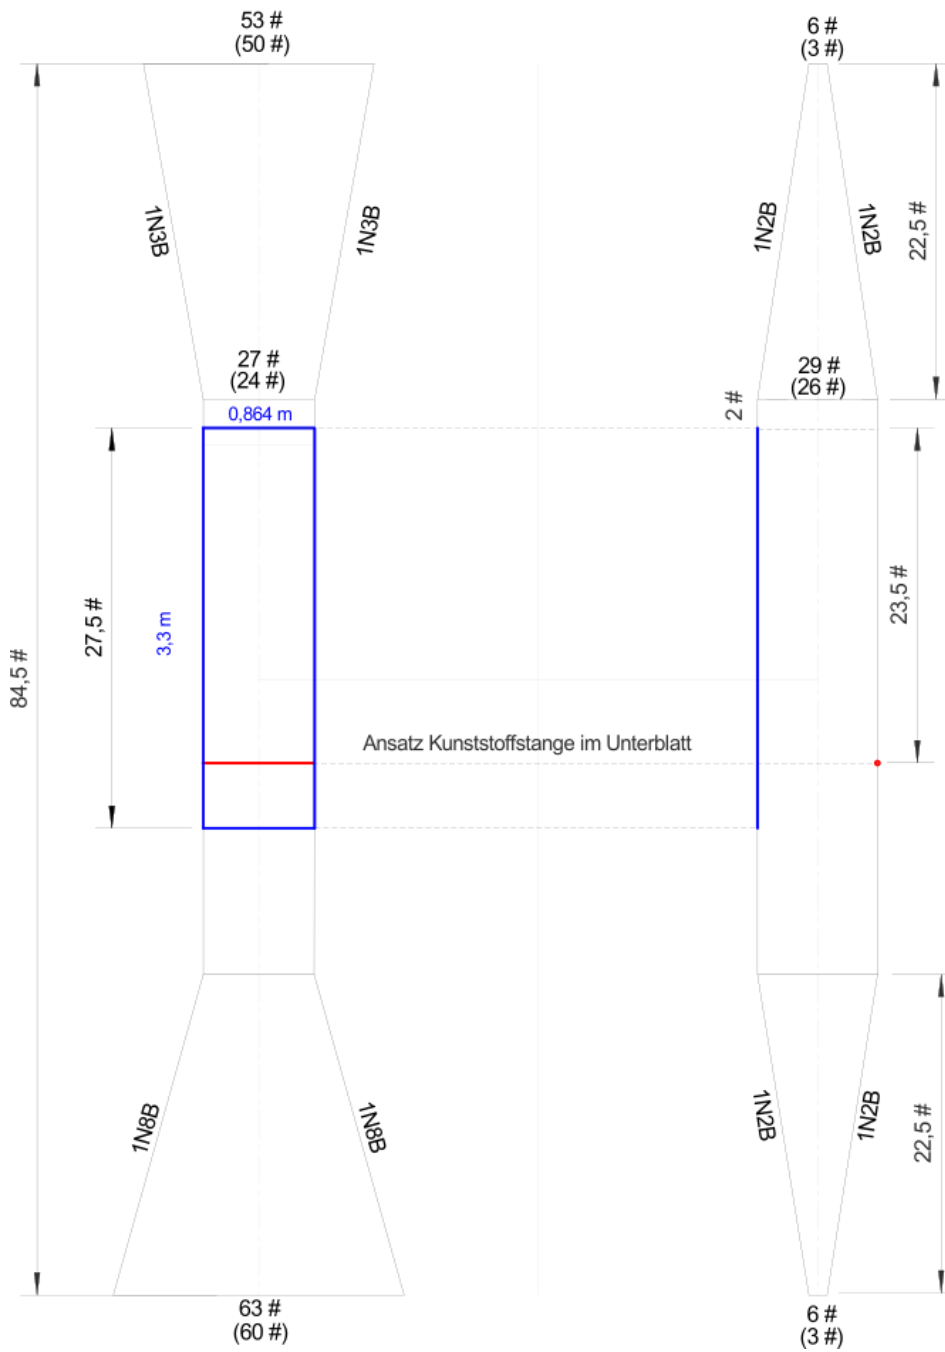 53 #
(50 #)
6 #
(3 #)
1N3B
1N3B
1N2B
1N2B
22,5 #
27 #
(24 #)
29 #
(26 #)
0,864 m
2 #
27,5 #
3,3 m
23,5 #
84,5 #
Ansatz Kunststoffstange im Unterblatt
1N8B
1N8B
1N2B
1N2B
22,5 #
63 #
(60 #)
6 #
(3 #)